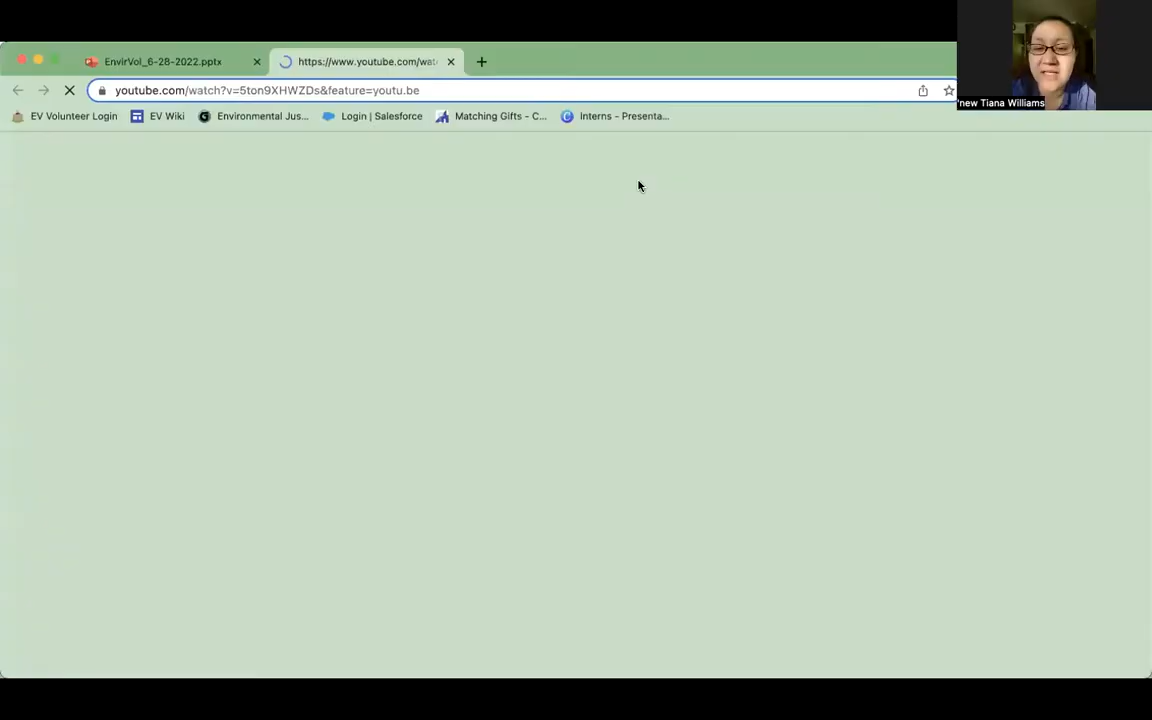 EnvirVol_6-28-2022.pptx
https://www.youtube.com/wat
youtube.com/watch?v=5ton9XHWZDs&feature=youtu.be
EV Volunteer Login
EV Wiki
Environmental Jus...
Login | Salesforce
Matching Gifts - C...
Interns - Presenta...
'new Tiana Williams